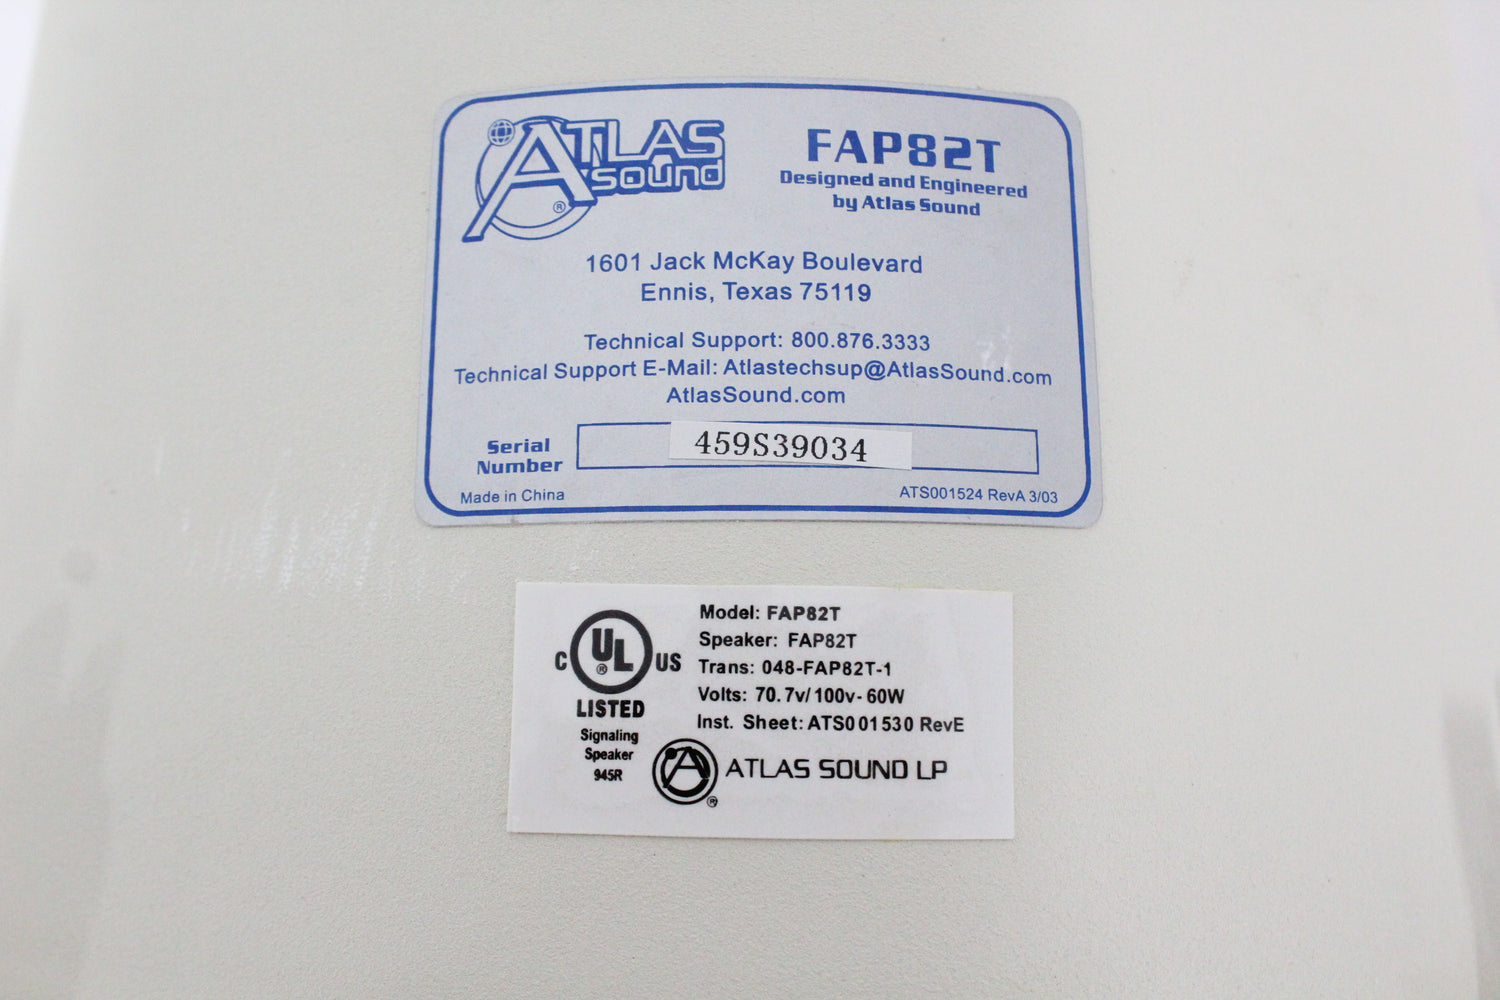 ATLAS
SOUND
®
FAP82T
Designed and Engineered
by Atlas Sound
1601 Jack McKay Boulevard
Ennis, Texas 75119
Technical Support: 800.876.3333
Technical Support E-Mail: Atlastechsup@AtlasSound.com
AtlasSound.com
Serial
Number
459S39034
Made in China
ATS001524 RevA 3/03
C UL ® US
LISTED
Signaling
Speaker
945R
Model: FAP82T
Speaker: FAP82T
Trans: 048-FAP82T-1
Volts: 70.7v/100v-60W
Inst. Sheet: ATS001530 RevE
A ® ATLAS SOUND LP